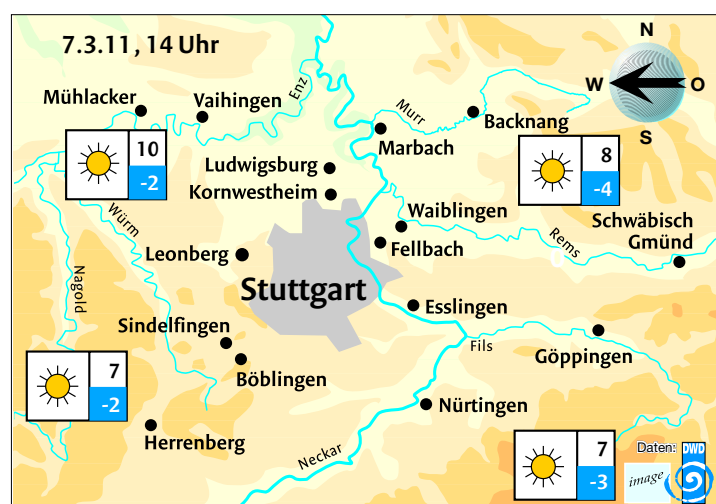 7.3.11, 14 Uhr
N
W
O
S
Mühlacker
Vaihingen
Enz
Murr
Backnang
Marbach
10
-2
8
-4
Ludwigsburg
Kornwestheim
Würm
Waiblingen
Schwäbisch
Gmünd
Rems
Fellbach
Leonberg
Nagold
Stuttgart
Esslingen
Sindelfingen
Fils
Göppingen
7
-2
Böblingen
Nürtingen
Herrenberg
Neckar
7
-3
Daten:
DWD
image